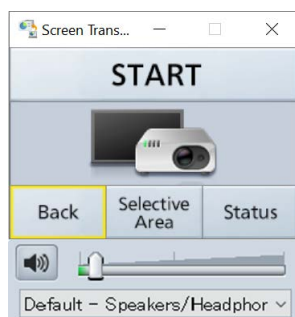 Screen Trans...
START
Back
Selective
Area
Status
Default - Speakers/Headphor